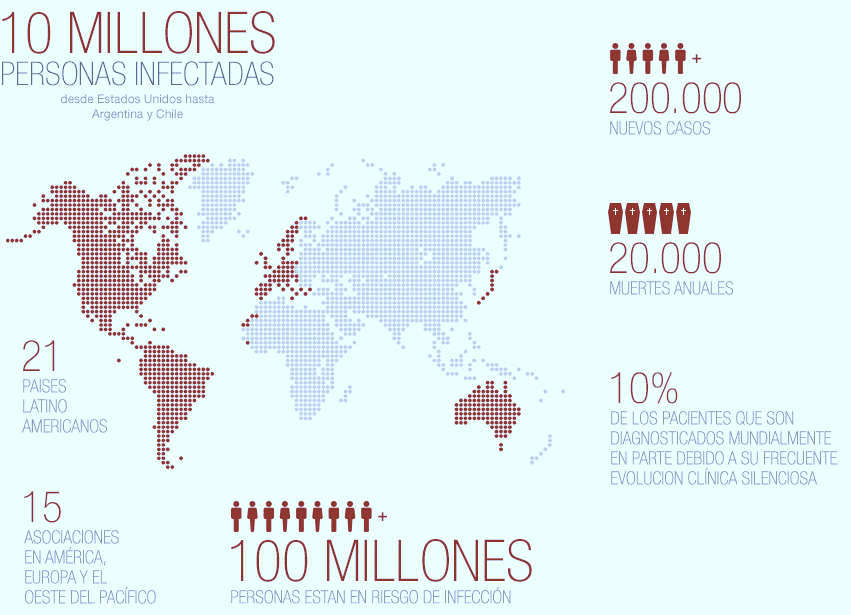 10 MILLONES
PERSONAS INFECTADAS
desde Estados Unidos hasta
Argentina y Chile
+
200.000
NUEVOS CASOS
20.000
MUERTES ANUALES
21
PAISES
LATINO
AMERICANOS
10%
DE LOS PACIENTES QUE SON
DIAGNOSTICADOS MUNDIALMENTE
EN PARTE DEBIDO A SU FRECUENTE
EVOLUCION CLÍNICA SILENCIOSA
15
ASOCIACIONES
EN AMÉRICA,
EUROPA Y EL
OESTE DEL PACÍFICO
+
100 MILLONES
PERSONAS ESTAN EN RIESGO DE INFECCIÓN